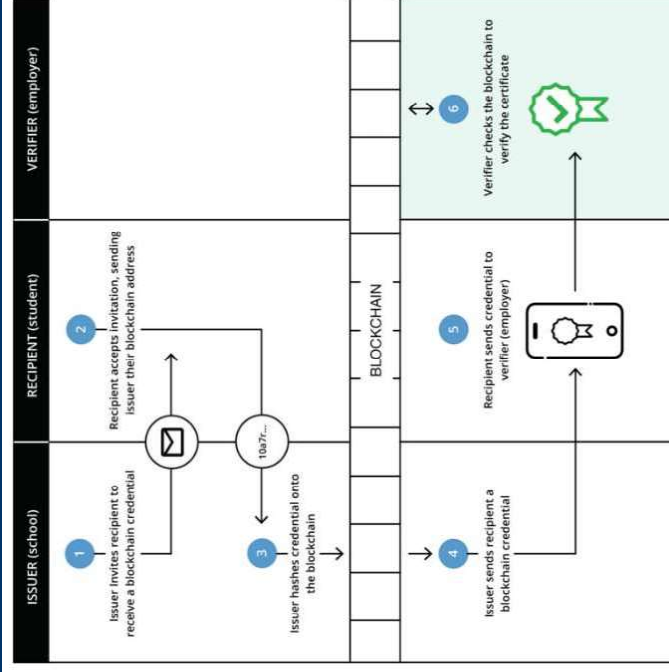 ISSUER (school)
RECIPIENT (student)
VERIFIER (employer)
1
Issuer Invites recipient to
receive a blockchain credential
2
Recipient accepts invitation, sending
issuer their blockchain address
10a7r...
3
Issuer hashes credential onto
the blockchain
BLOCKCHAIN
4
Issuer sends recipient a
blockchain credential
5
Recipient sends credential to
verifier (employer)
6
Verifier checks the blockchain to
verify the certificate